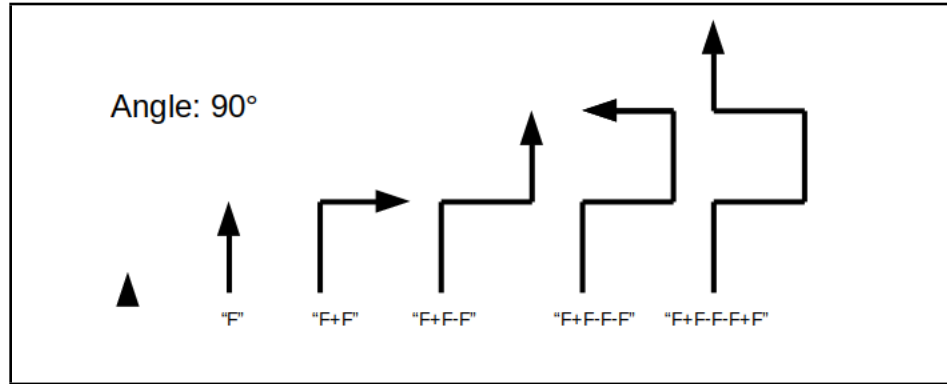 Angle: 90°
“F”
“F+F”
“F+F-F”
“F+F-F-F”
“F+F-F-F+F”